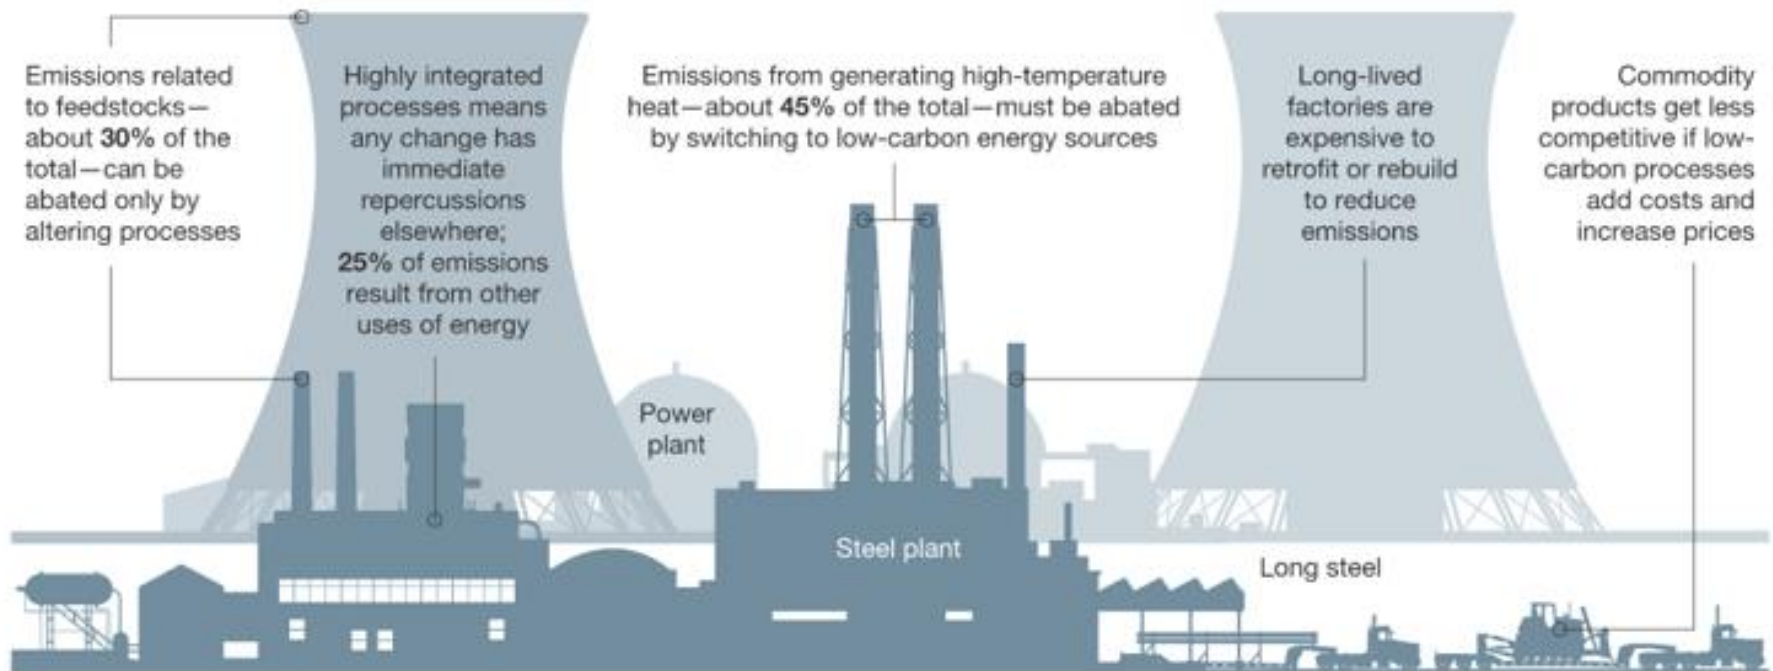 Emissions related
to feedstocks—
about 30% of the
total—can be
abated only by
altering processes
Highly integrated
processes means
any change has
immediate
repercussions
elsewhere;
25% of emissions
result from other
uses of energy
Emissions from generating high-temperature
heat—about 45% of the total—must be abated
by switching to low-carbon energy sources
Long-lived
factories are
expensive to
retrofit or rebuild
to reduce
emissions
Commodity
products get less
competitive if low-
carbon processes
add costs and
increase prices
Power
plant
Steel plant
Long steel